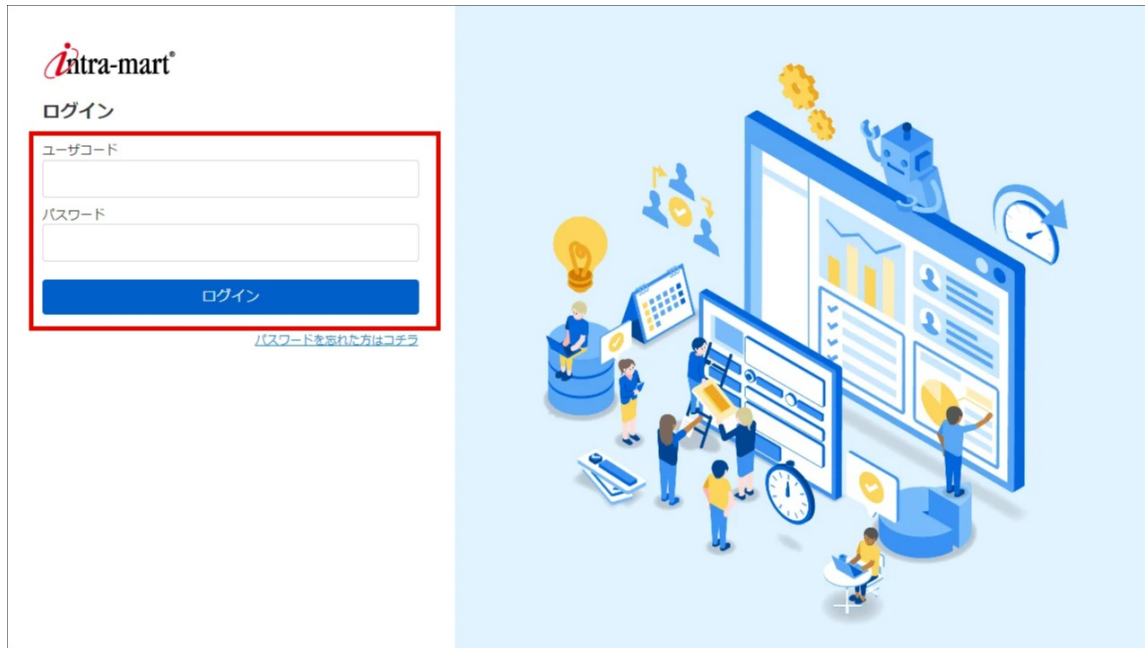 intra-mart®
ログイン
ユーザコード
パスワード
ログイン
パスワードを忘れた方はコチラ